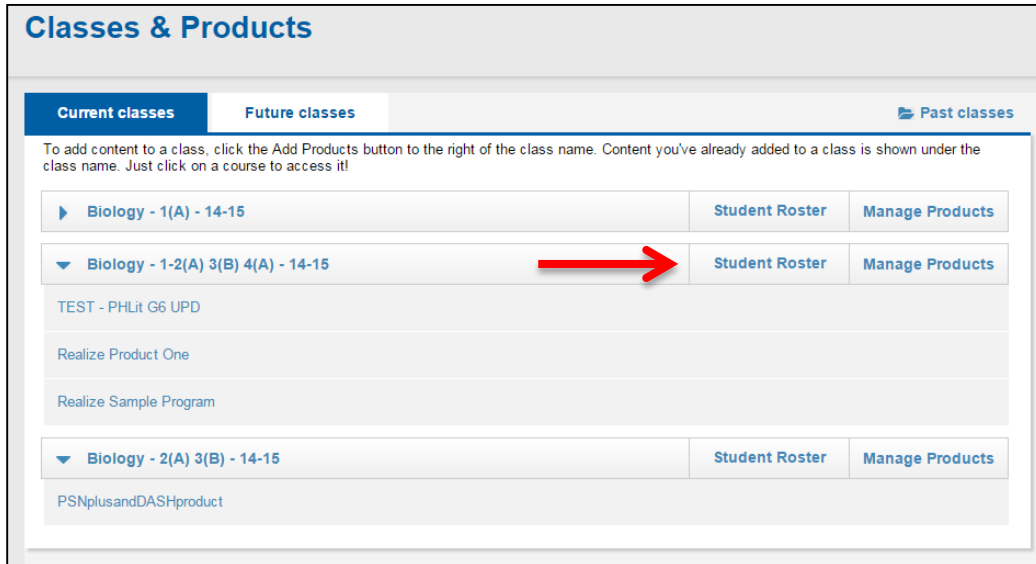 Classes & Products
Current classes
Future classes
Past classes
To add content to a class, click the Add Products button to the right of the class name. Content you've already added to a class is shown under the
class name. Just click on a course to access it!
Biology - 1(A) - 14-15
Student Roster
Manage Products
Biology - 1-2(A) 3(B) 4(A) - 14-15
Student Roster
Manage Products
TEST - PHLit G6 UPD
Realize Product One
Realize Sample Program
Biology - 2(A) 3(B) - 14-15
Student Roster
Manage Products
PSNplusandDASHproduct